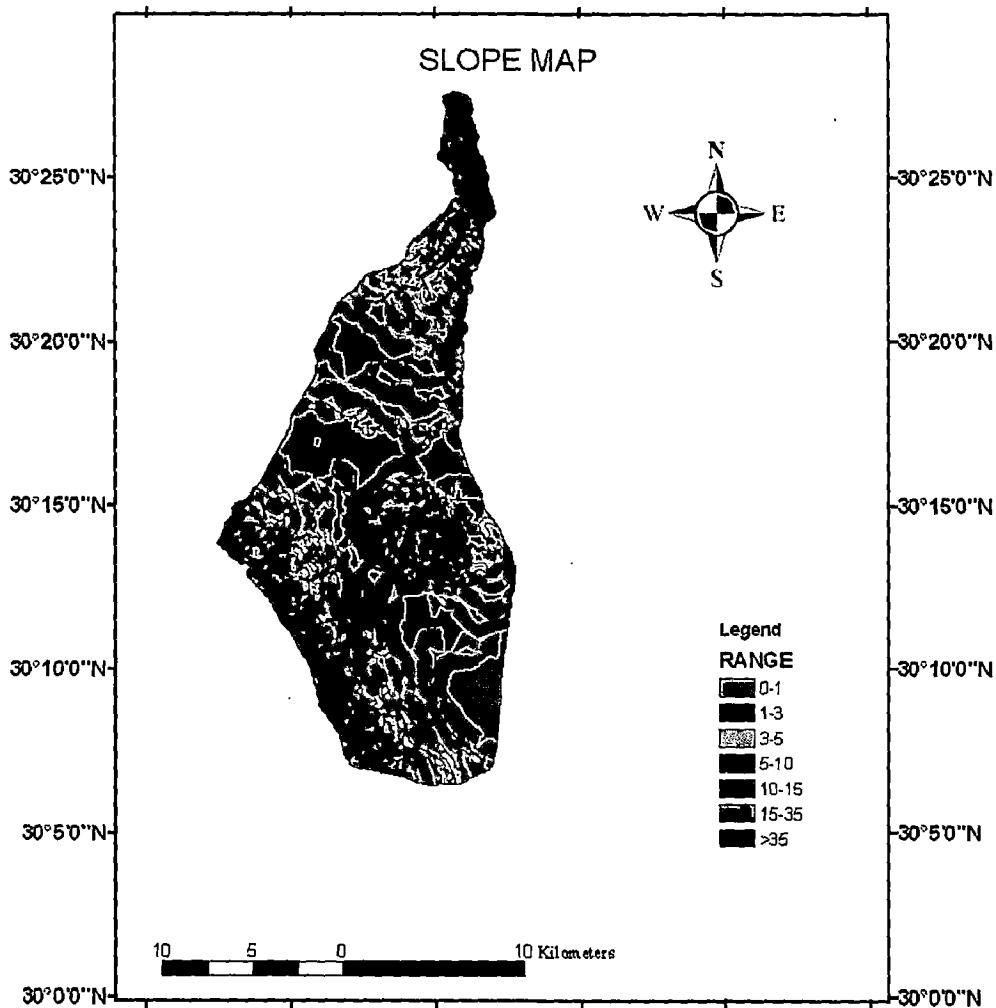 SLOPE MAP
N
W E
S
30°25'0"N 30°25'0"N
30°20'0"N 30°20'0"N
30°15'0"N 30°15'0"N
30°10'0"N 30°10'0"N
30°5'0"N 30°5'0"N
30°0'0"N 30°0'0"N
Legend
RANGE
0-1
1-3
3-5
5-10
10-15
15-35
>35
10 5 0 10 Kilometers